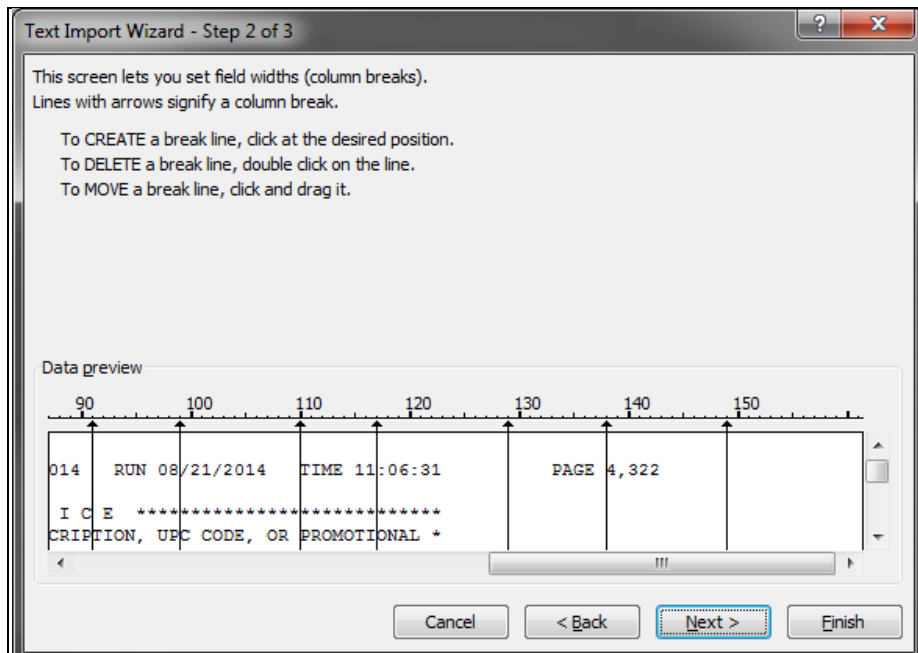 Text Import Wizard - Step 2 of 3
?
X
This screen lets you set field widths (column breaks).
Lines with arrows signify a column break.
To CREATE a break line, click at the desired position.
To DELETE a break line, double click on the line.
To MOVE a break line, click and drag it.
Data preview
90 100 110 120 130 140 150
014 RUN 08/21/2014 TIME 11:06:31 PAGE 4,322
I C E ****************************
CRIPTION, UPC CODE, OR PROMOTIONAL *
Cancel < Back Next > Finish